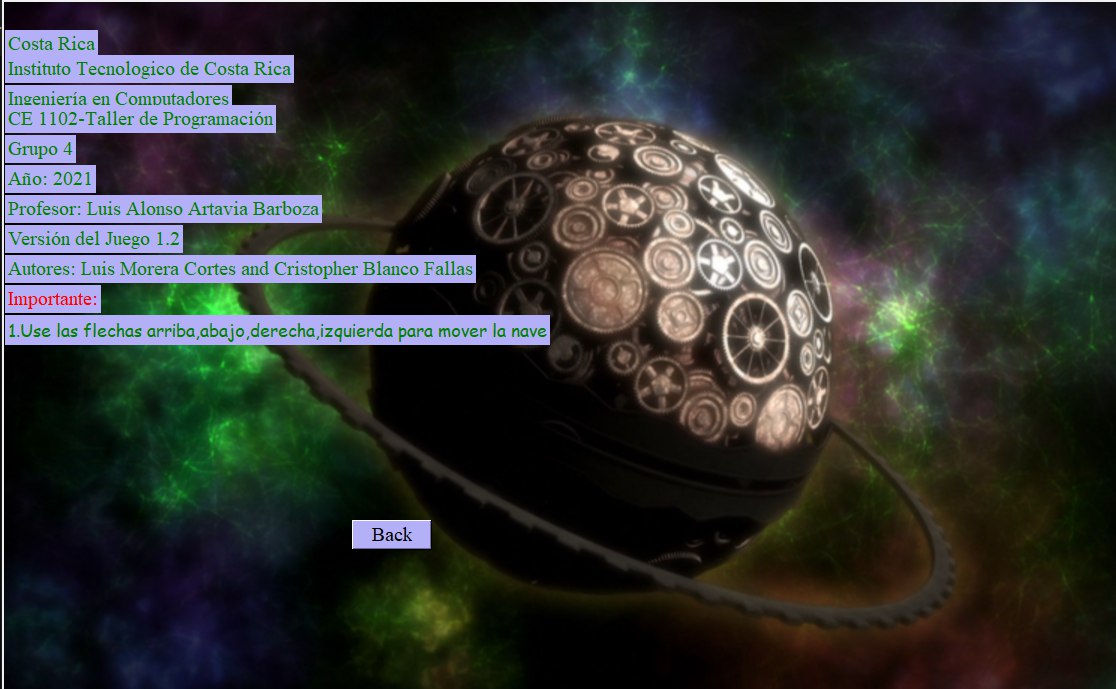 Costa Rica
Instituto Tecnologico de Costa Rica
Ingeniería en Computadores
CE 1102-Taller de Programación
Grupo 4
Año: 2021
Profesor: Luis Alonso Artavia Barboza
Versión del Juego 1.2
Autores: Luis Morera Cortes and Cristopher Blanco Fallas
Importante:
1.Use las flechas arriba,abajo,derecha,izquierda para mover la nave
Back